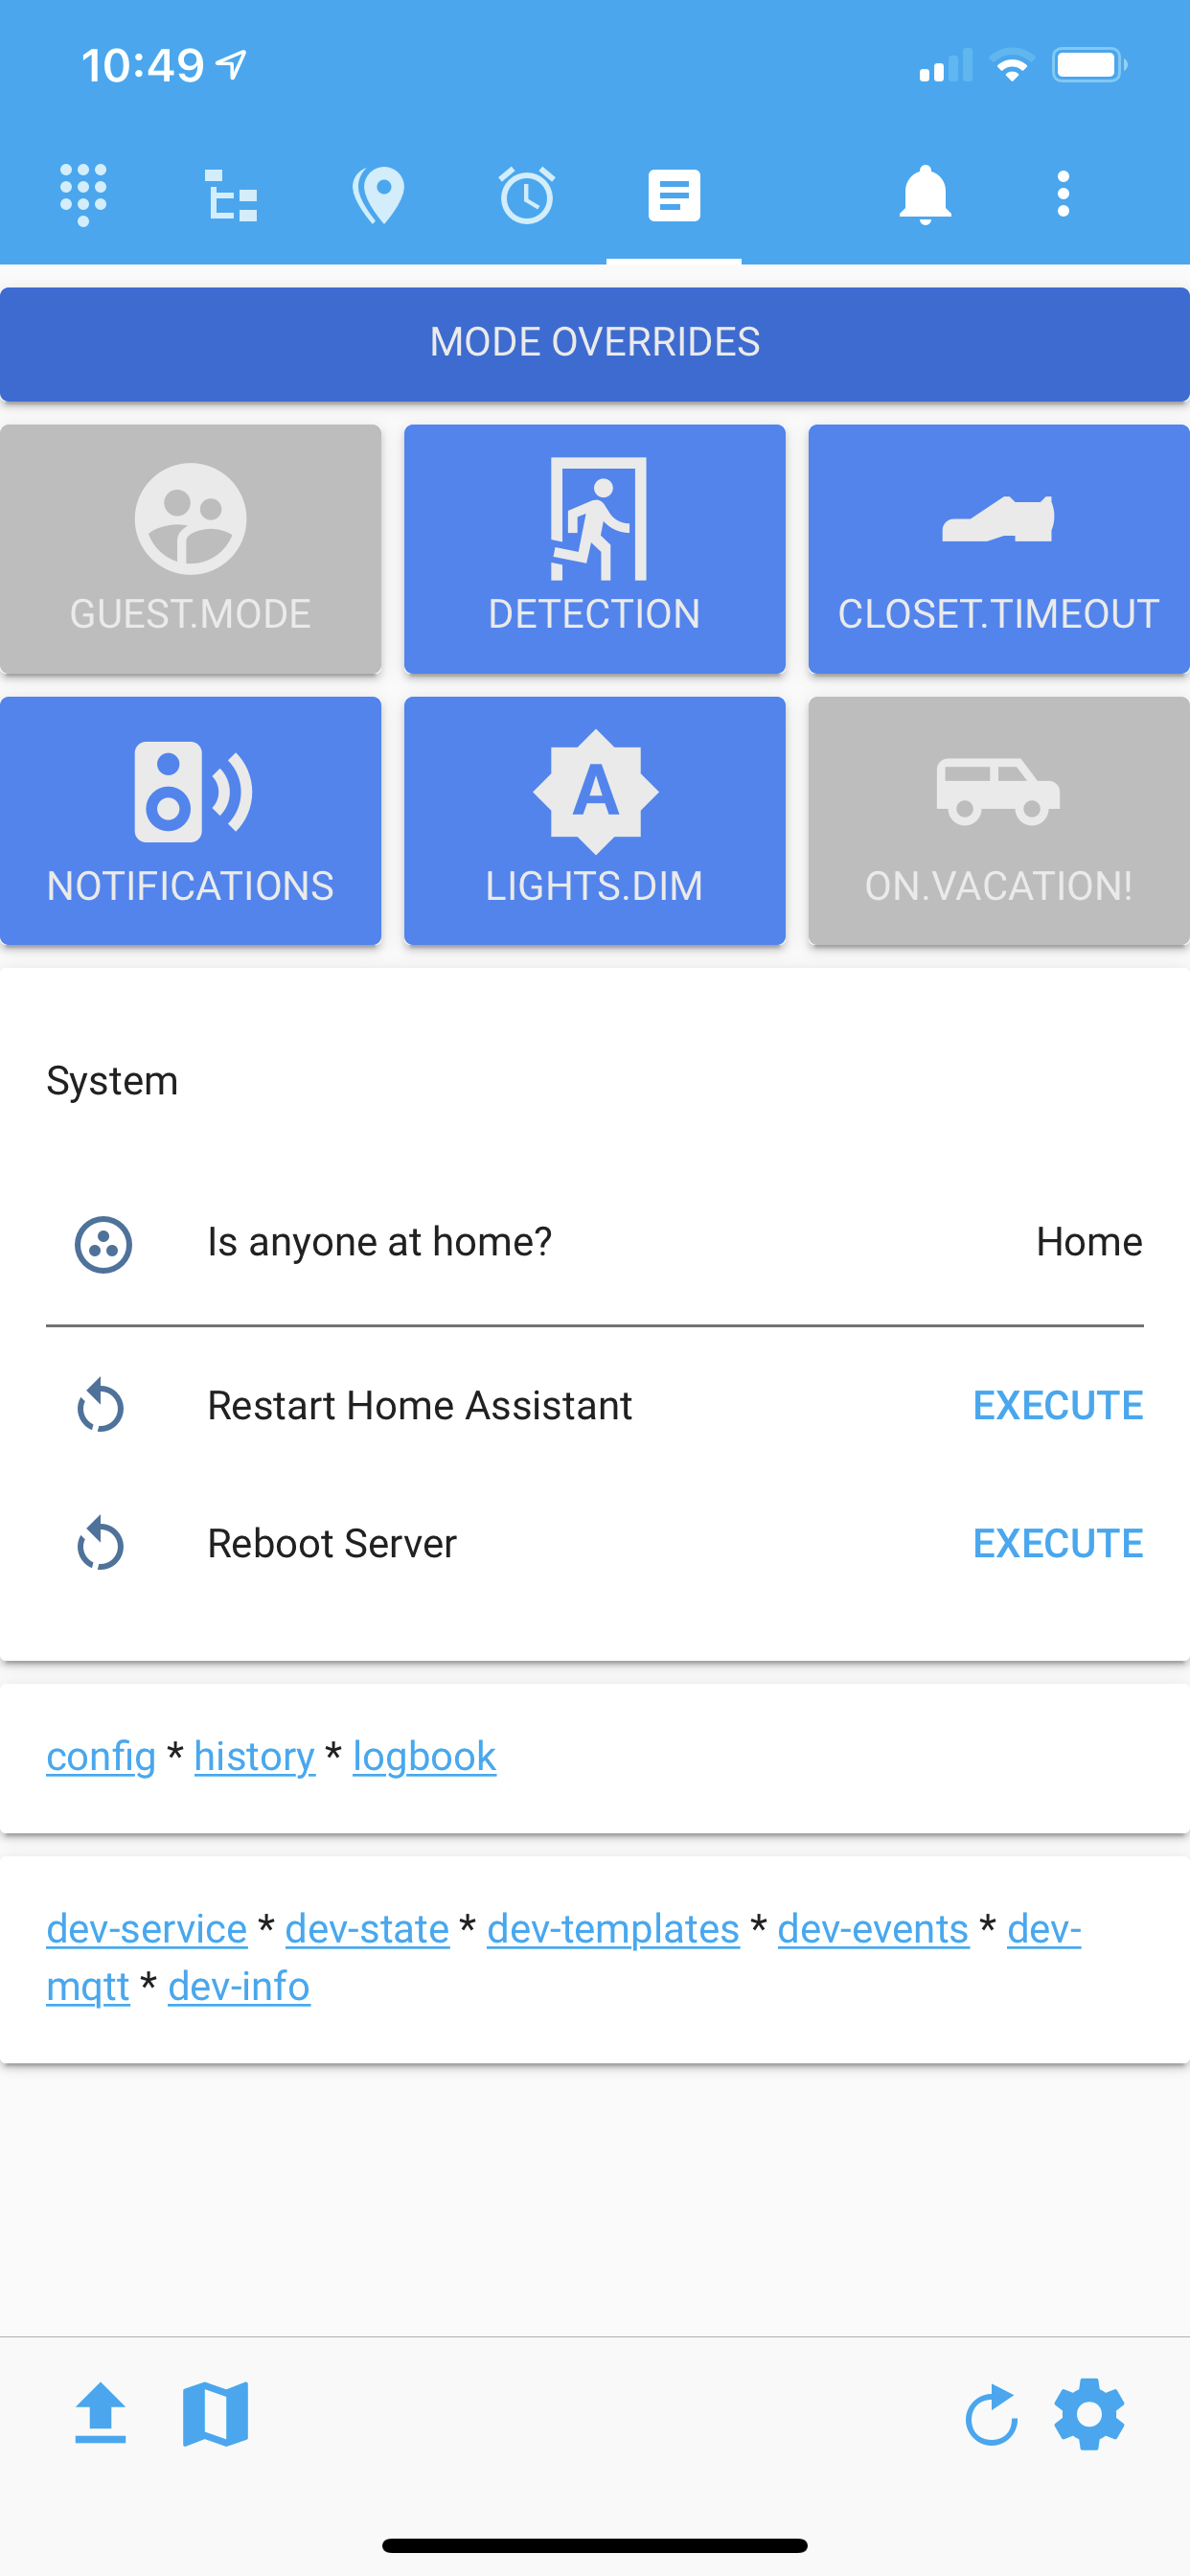 10:49
MODE OVERRIDES
GUEST.MODE DETECTION CLOSET.TIMEOUT
NOTIFICATIONS LIGHTS.DIM ON.VACATION!
System
Is anyone at home? Home
Restart Home Assistant EXECUTE
Reboot Server EXECUTE
config * history * logbook
dev-service * dev-state * dev-templates * dev-events * dev-
mqtt * dev-info